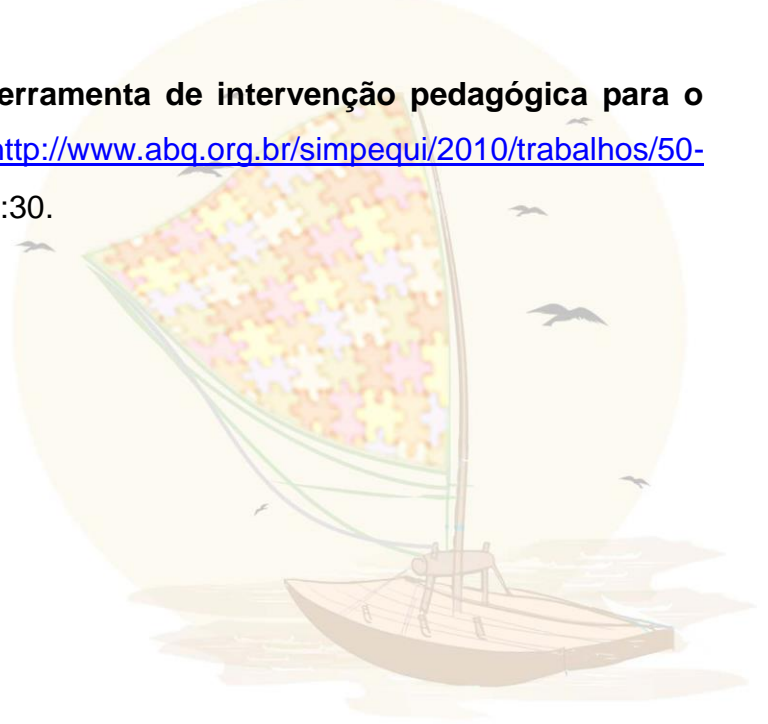 erramenta de intervenção pedagógica para o
http://www.abq.org.br/simpequi/2010/trabalhos/50-
:30.